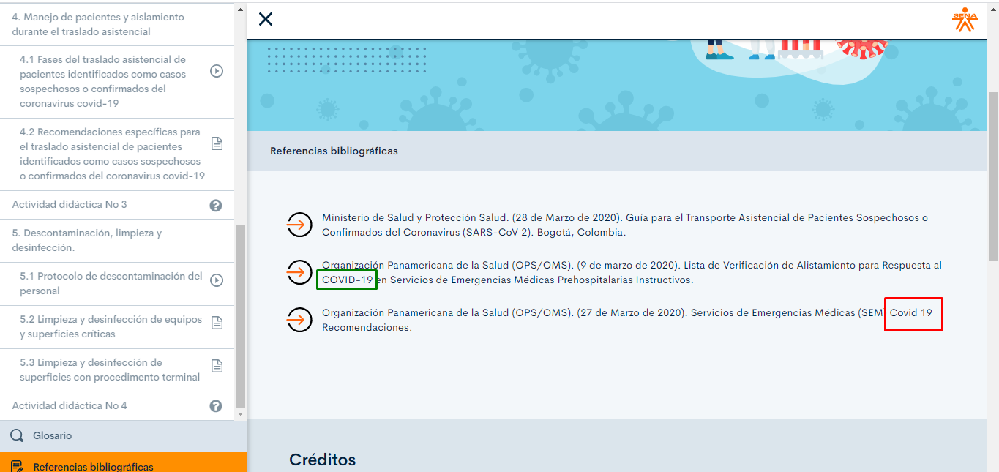 4. Manejo de pacientes y aislamiento
durante el traslado asistencial
4.1 Fases del traslado asistencial de
pacientes identificados como casos
sospechosos o confirmados del
coronavirus covid-19
4.2 Recomendaciones específicas para
el traslado asistencial de pacientes
identificados como casos sospechosos
o confirmados del coronavirus covid-19
Actividad didáctica No 3
5. Descontaminación, limpieza y
desinfección.
5.1 Protocolo de descontaminación del
personal
5.2 Limpieza y desinfección de equipos
y superficies críticas
5.3 Limpieza y desinfección de
superficies con procedimento terminal
Actividad didáctica No 4
Glosario
Referencias bibliográficas
SENA
Referencias bibliográficas
Ministerio de Salud y Protección Salud. (28 de Marzo de 2020). Guía para el Transporte Asistencial de Pacientes Sospechosos o
Confirmados del Coronavirus (SARS-CoV 2). Bogotá, Colombia.
Organización Panamericana de la Salud (OPS/OMS). (9 de marzo de 2020). Lista de Verificación de Alistamiento para Respuesta al
COVID-19 en Servicios de Emergencias Médicas Prehospitalarias Instructivos.
Organización Panamericana de la Salud (OPS/OMS). (27 de Marzo de 2020). Servicios de Emergencias Médicas (SEM Covid 19
Recomendaciones.
Créditos